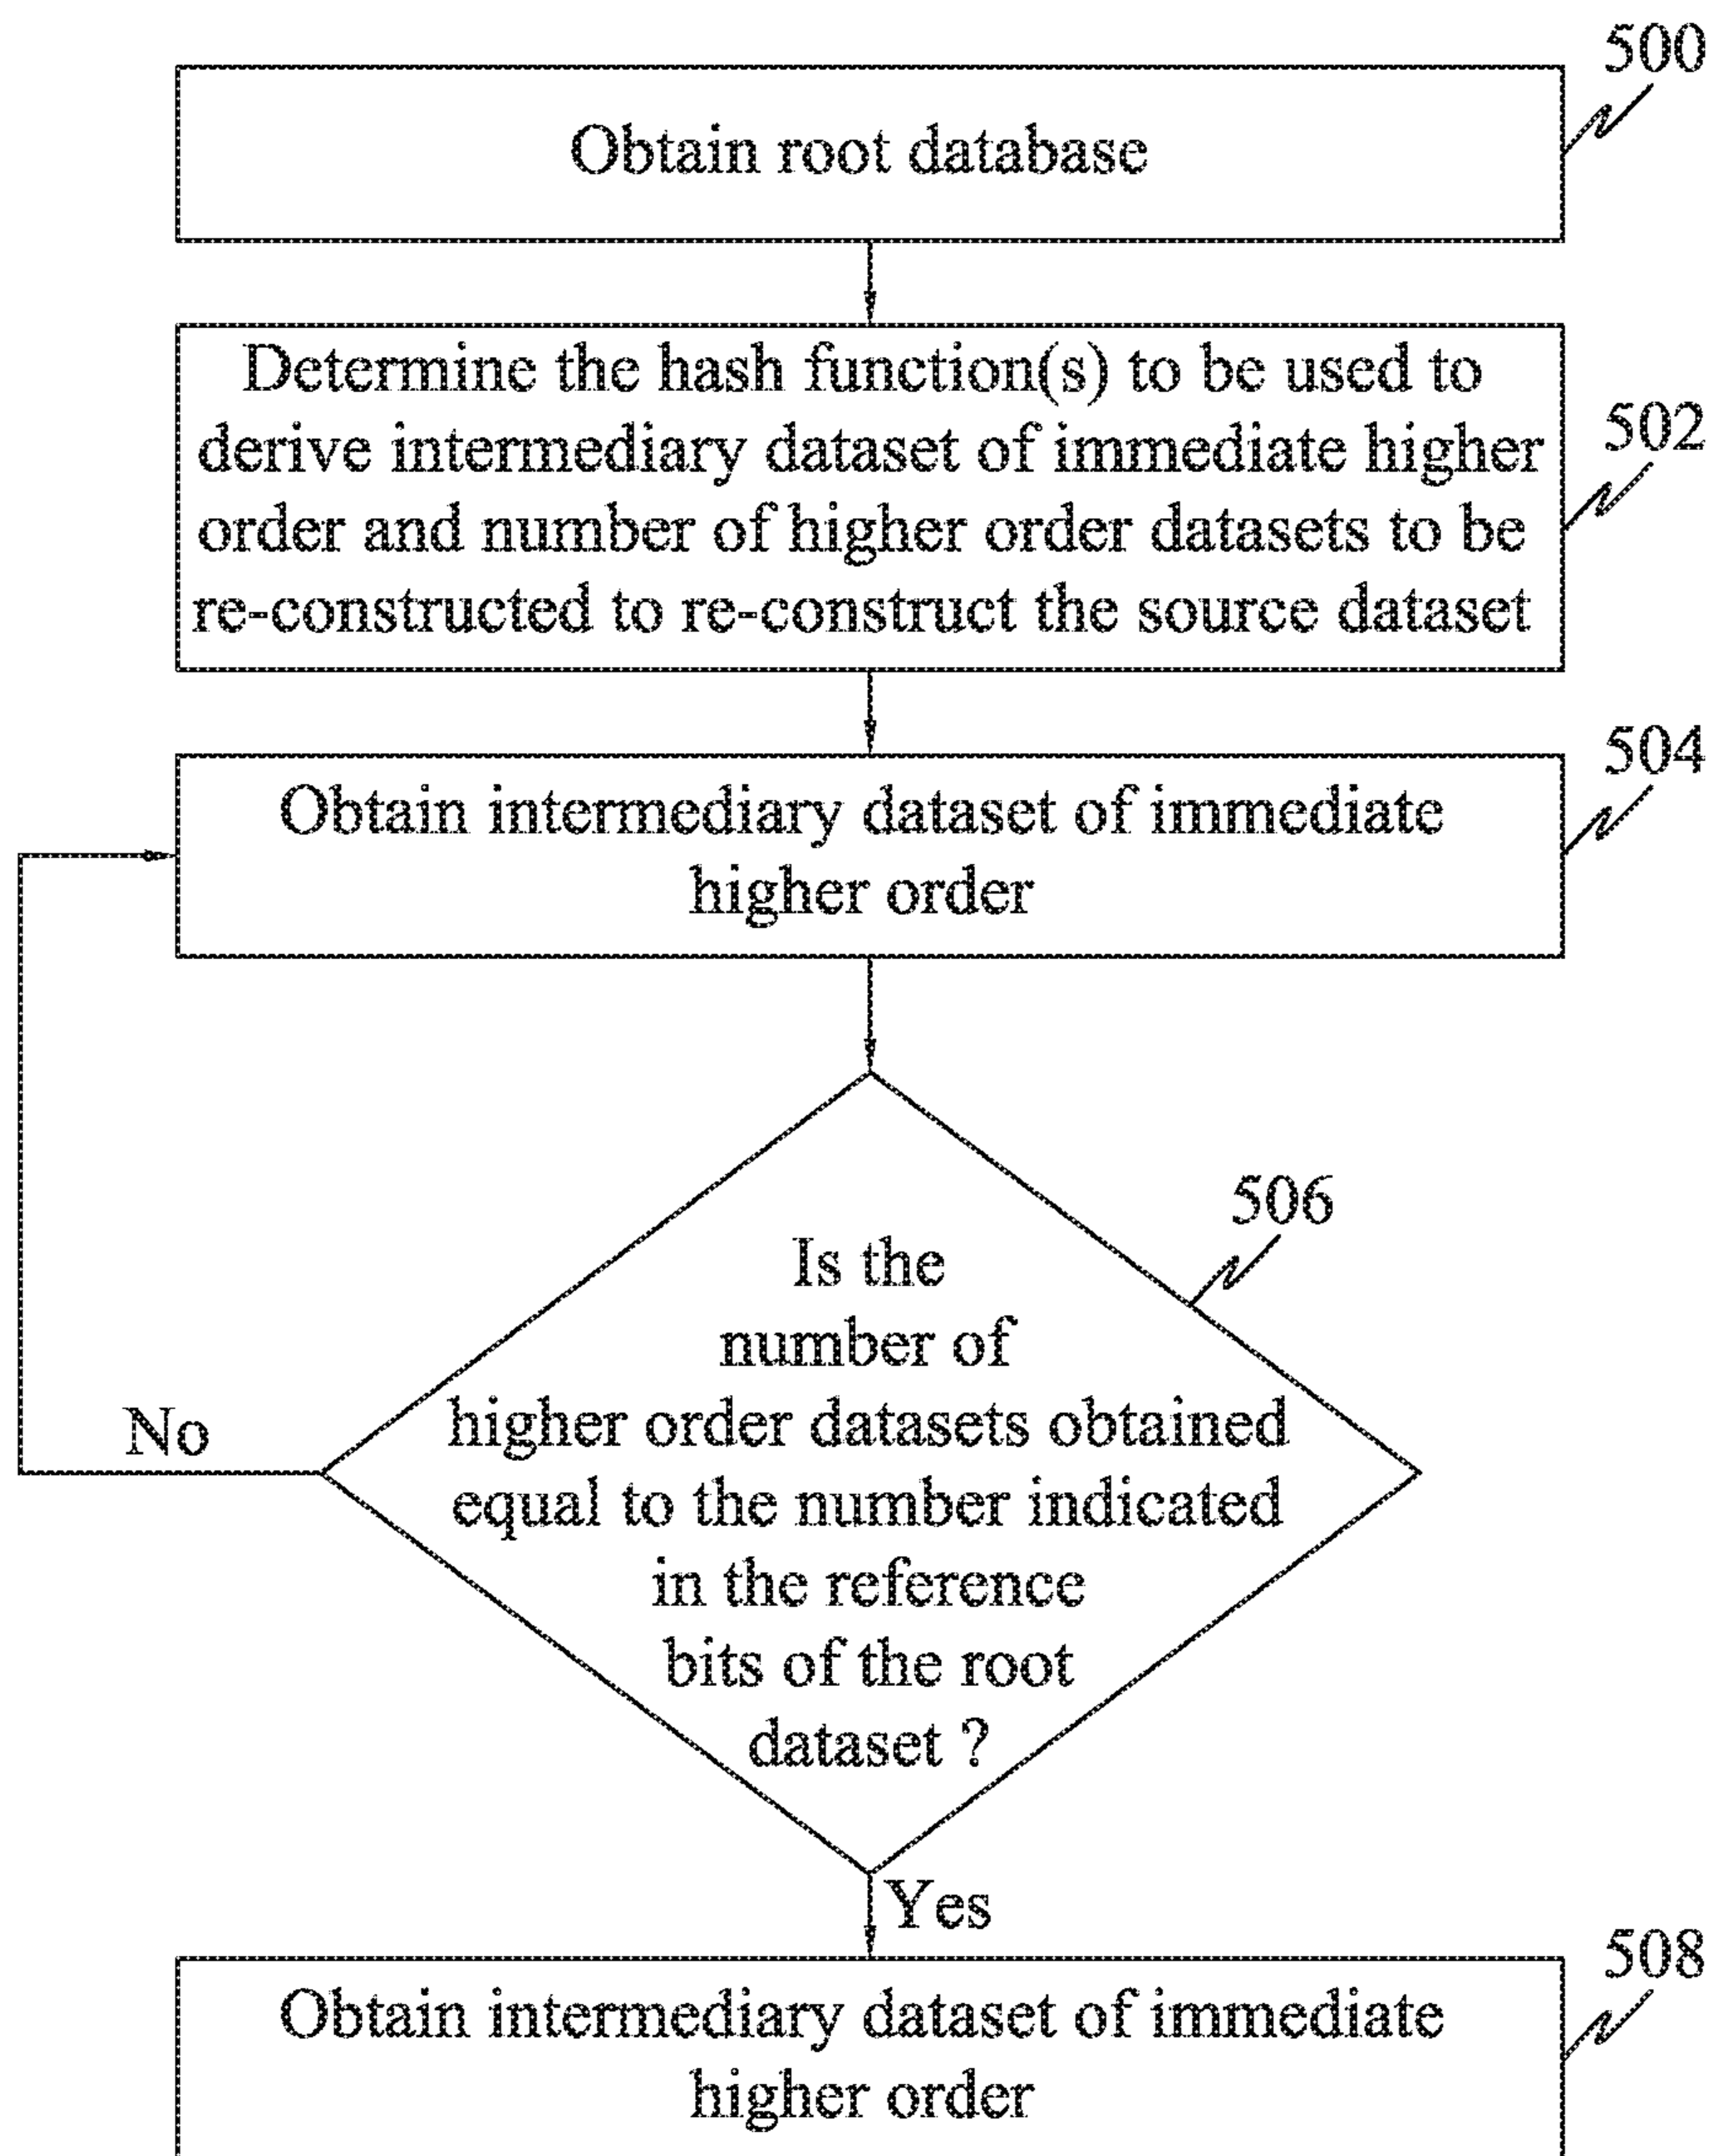 500
Obtain root database
Determine the hash function(s) to be used to
derive intermediary dataset of immediate higher
order and number of higher order datasets to be
re-constructed to re-construct the source dataset
502
Obtain intermediary dataset of immediate
higher order
504
506
Is the
number of
higher order datasets obtained
equal to the number indicated
in the reference
bits of the root
dataset ?
No
Yes
508
Obtain intermediary dataset of immediate
higher order